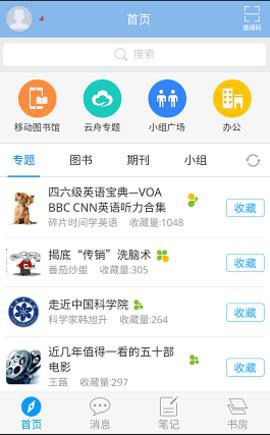 首页
邀请码
搜索
移动图书馆 云舟专题 小组广场 办公
专题 图书 期刊 小组
四六级英语宝典—VOA
BBC CNN英语听力合集
碎片时间学英语 收藏量:1048
收藏
揭底“传销”洗脑术
番茄炒蛋 收藏量:305
收藏
走近中国科学院
科学家韩旭升 收藏量:264
收藏
近几年值得一看的五十部
电影
王蕗 收藏量:297
收藏
首页 消息 笔记 书房